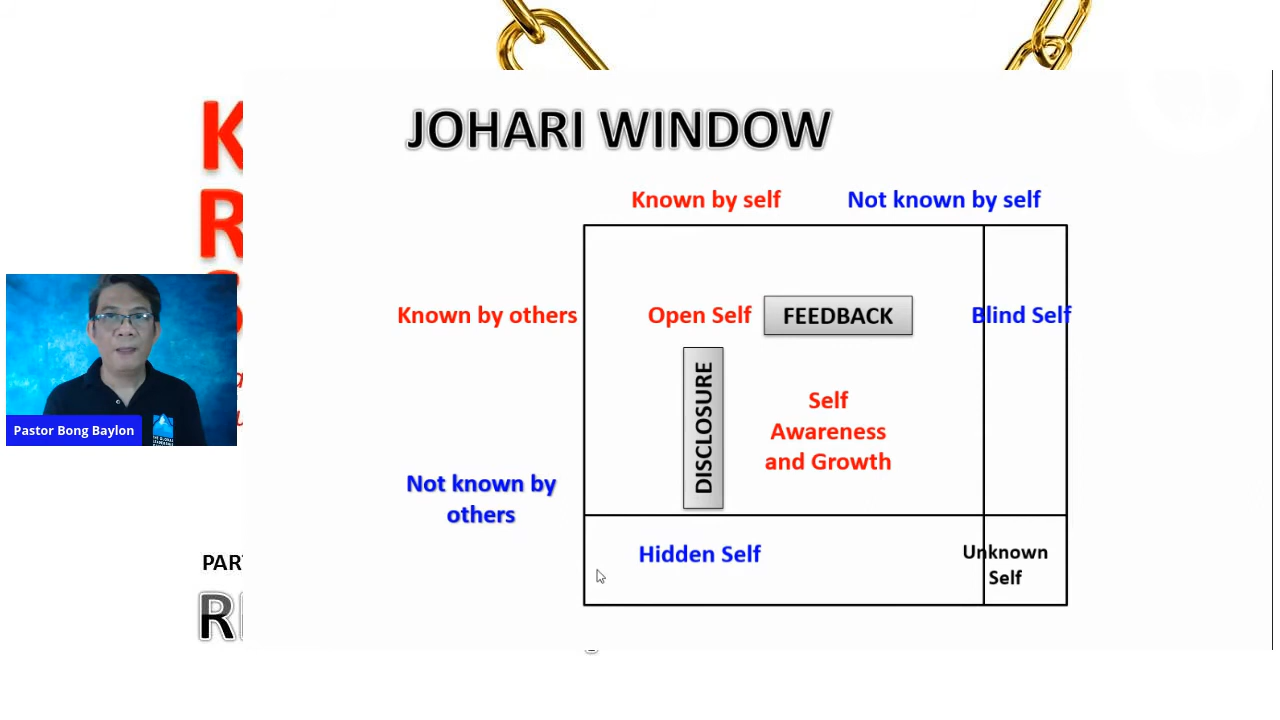 JOHARI WINDOW
Known by self
Not known by self
Known by others
Open Self
FEEDBACK
Blind Self
DISCLOSURE
Self
Awareness
and Growth
Not known by
others
Hidden Self
Unknown
Self
K
R
Pastor Bong Baylon
PAR
R